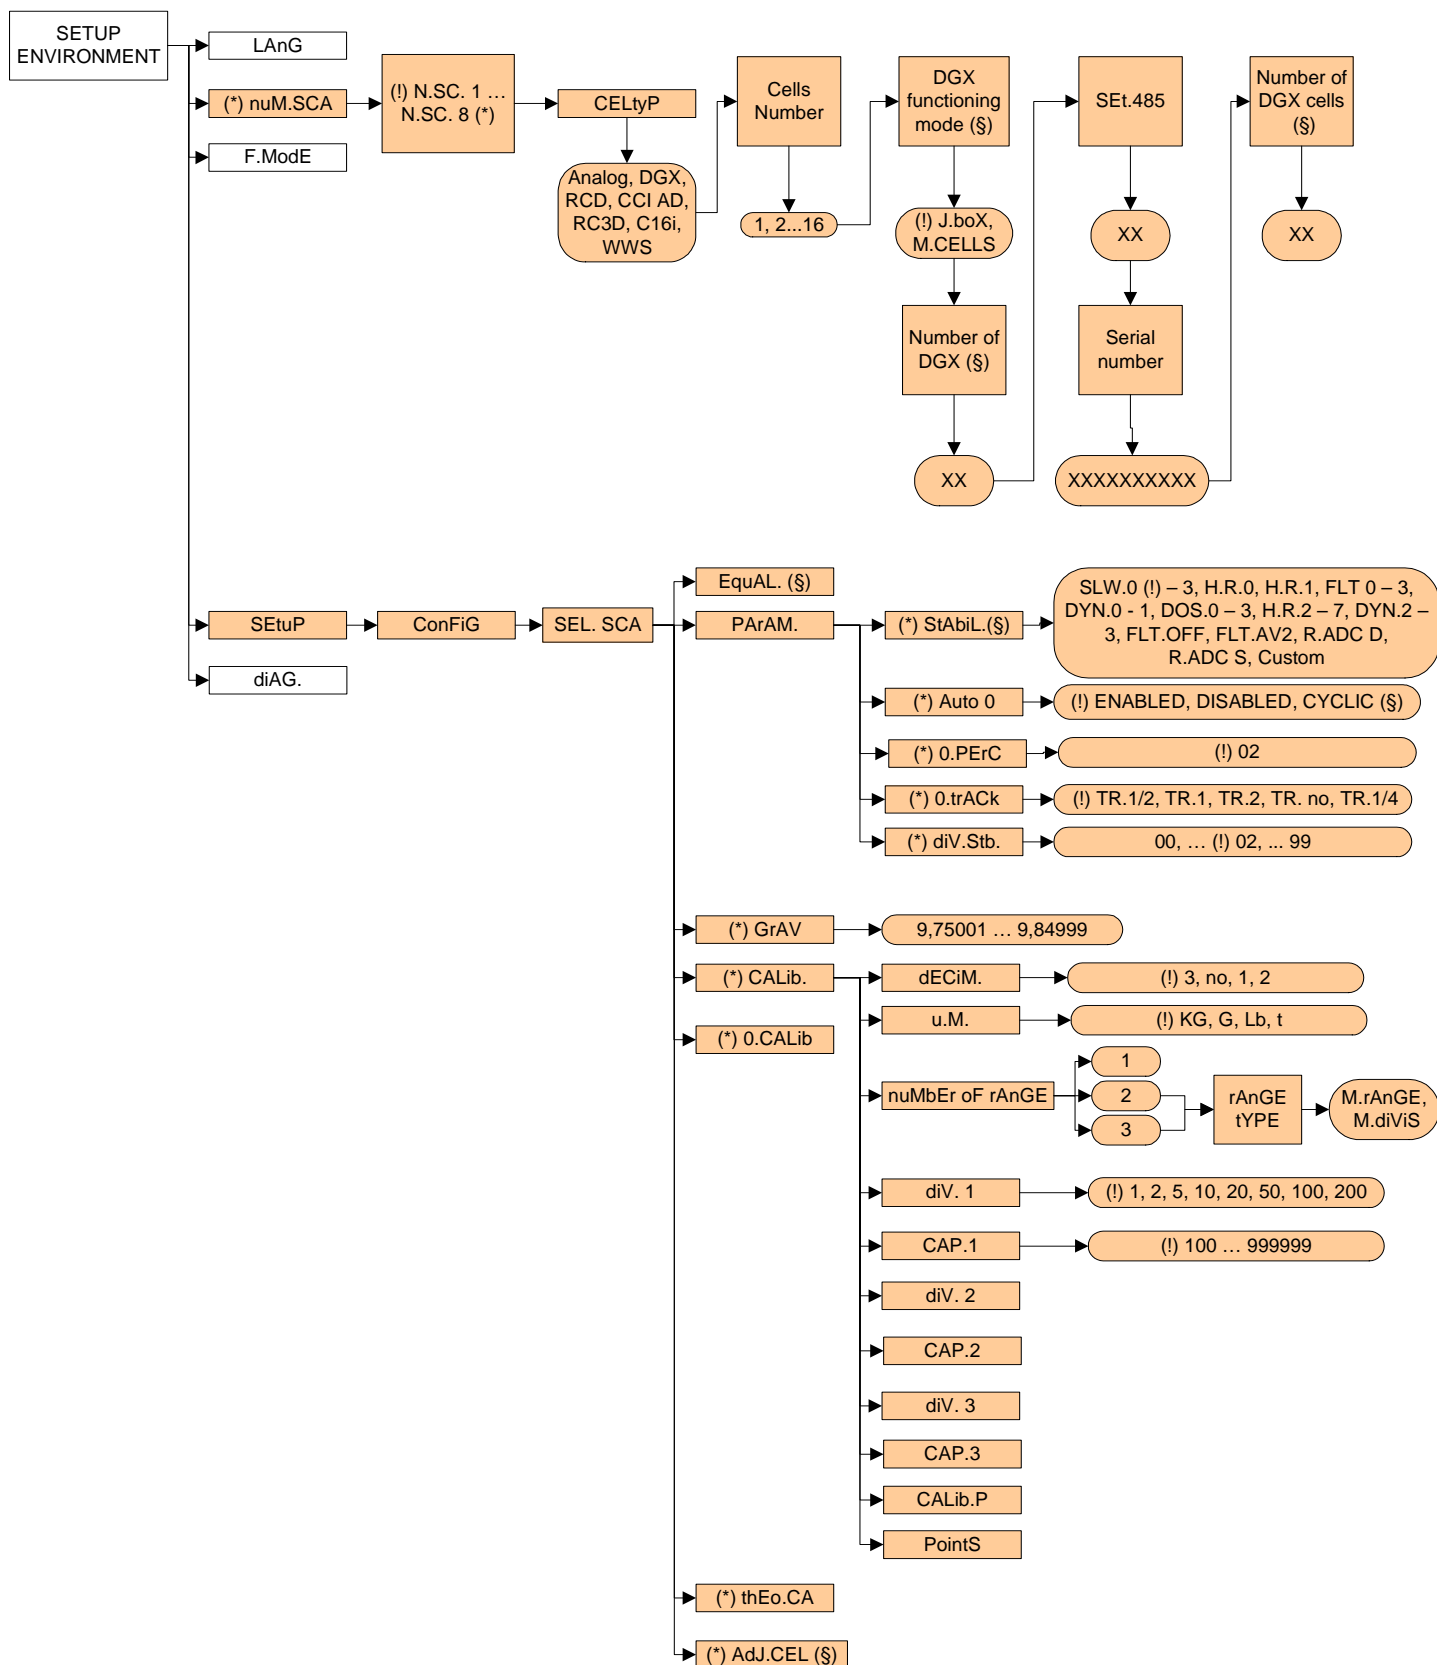 SETUP
ENVIRONMENT
LAnG
(*) nuM.SCA
(!) N.SC. 1 ...
N.SC. 8 (*)
CELtyP
Analog, DGX,
RCD, CCI AD,
RC3D, C16i,
WWS
Cells
Number
1, 2...16
DGX
functioning
mode (§)
(!) J.boX,
M.CELLS
Number of
DGX (§)
XX
SEt.485
XX
Serial
number
XXXXXXXXXX
Number of
DGX cells
(§)
XX
F.ModE
SEtuP
ConFiG
SEL. SCA
EquAL. (§)
PArAM.
(*) StAbiL.(§)
SLW.0 (!) – 3, H.R.0, H.R.1, FLT 0 – 3,
DYN.0 - 1, DOS.0 – 3, H.R.2 – 7, DYN.2 –
3, FLT.OFF, FLT.AV2, R.ADC D,
R.ADC S, Custom
(*) Auto 0
(!) ENABLED, DISABLED, CYCLIC (§)
(*) 0.PErC
(!) 02
(*) 0.trACk
(!) TR.1/2, TR.1, TR.2, TR. no, TR.1/4
(*) diV.Stb.
00, … (!) 02, ... 99
(*) GrAV
9,75001 … 9,84999
(*) CALib.
dECiM.
(!) 3, no, 1, 2
u.M.
(!) KG, G, Lb, t
nuMbEr oF rAnGE
1
2
3
rAnGE
tYPE
M.rAnGE,
M.diViS
diV. 1
(!) 1, 2, 5, 10, 20, 50, 100, 200
CAP.1
(!) 100 … 999999
diV. 2
CAP.2
diV. 3
CAP.3
CALib.P
PointS
(*) 0.CALib
(*) thEo.CA
(*) AdJ.CEL (§)
diAG.